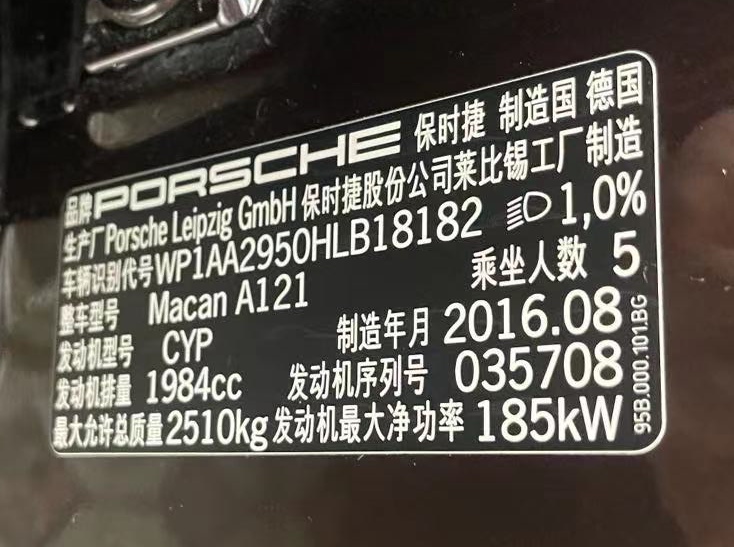 品牌 PORSCHE 保时捷 制造国 德国
生产厂 Porsche Leipzig GmbH 保时捷股份公司莱比锡工厂制造
车辆识别代号 WP1AA2950HLB18182 1,0%
整车型号 Macan A121 乘坐人数 5
发动机型号 CYP 制造年月 2016.08
发动机排量 1984cc 发动机序列号 035708
最大允许总质量 2510kg 发动机最大净功率 185kW
95B.000.101.BG